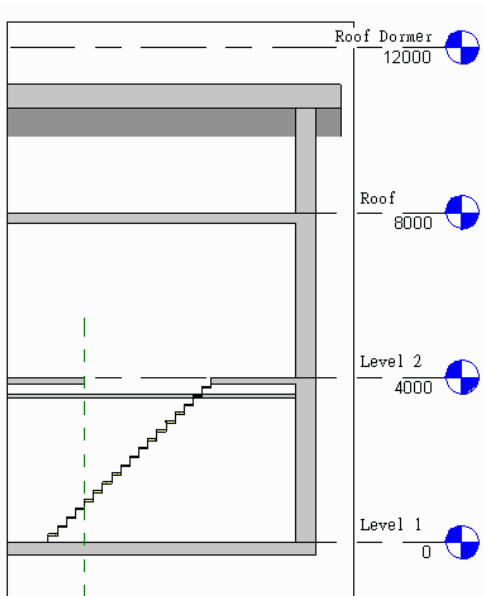 Roof Dormer
12000
Roof
8000
Level 2
4000
Level 1
0